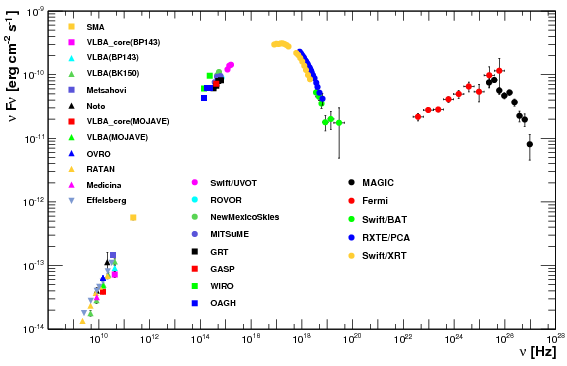 ν Fν [erg cm⁻² s⁻¹]
10⁻⁹
10⁻¹⁰
10⁻¹¹
10⁻¹²
10⁻¹³
10⁻¹⁴
SMA
VLBA_core(BP143)
VLBA(BP143)
VLBA(BK150)
Metsahovi
Noto
VLBA_core(MOJAVE)
VLBA(MOJAVE)
OVRO
RATAN
Medicina
Effelsberg
Swift/UVOT
ROVOR
NewMexicoSkies
MITSuME
GRT
GASP
WIRO
OAGH
MAGIC
Fermi
Swift/BAT
RXTE/PCA
Swift/XRT
10¹⁰ 10¹² 10¹⁴ 10¹⁶ 10¹⁸ 10²⁰ 10²² 10²⁴ 10²⁶ 10²⁸
ν [Hz]